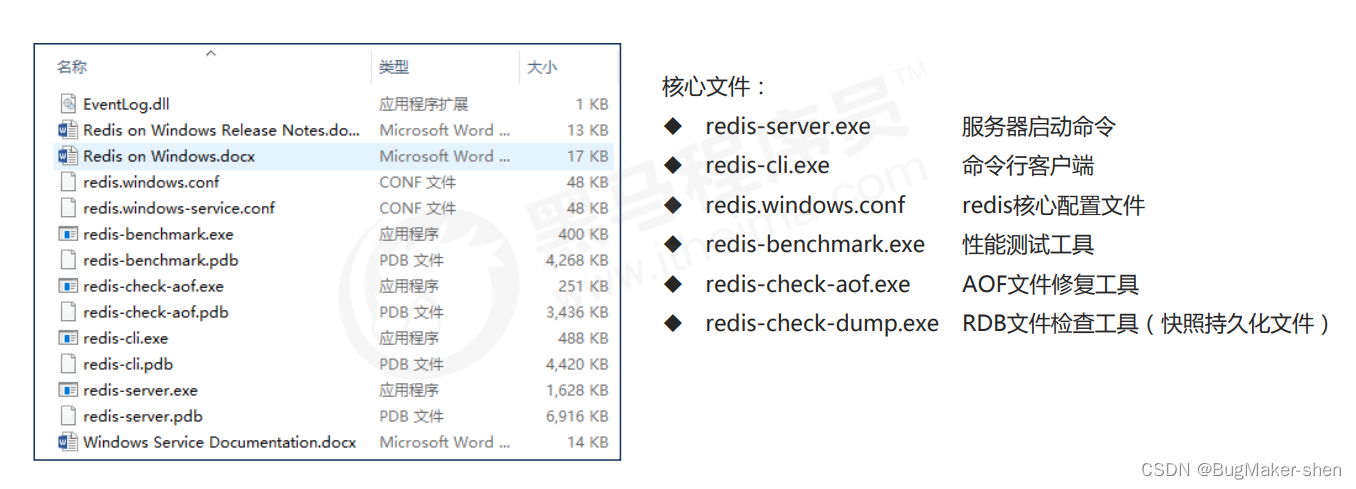 名称 类型 大小
EventLog.dll 应用程序扩展 1 KB
Redis on Windows Release Notes.do... Microsoft Word ... 13 KB
Redis on Windows.docx Microsoft Word ... 17 KB
redis.windows.conf CONF 文件 48 KB
redis.windows-service.conf CONF 文件 48 KB
redis-benchmark.exe 应用程序 400 KB
redis-benchmark.pdb PDB 文件 4,268 KB
redis-check-aof.exe 应用程序 251 KB
redis-check-aof.pdb PDB 文件 3,436 KB
redis-cli.exe 应用程序 488 KB
redis-cli.pdb PDB 文件 4,420 KB
redis-server.exe 应用程序 1,628 KB
redis-server.pdb PDB 文件 6,916 KB
Windows Service Documentation.docx Microsoft Word ... 14 KB
核心文件：
◆ redis-server.exe 服务器启动命令
◆ redis-cli.exe 命令行客户端
◆ redis.windows.conf redis核心配置文件
◆ redis-benchmark.exe 性能测试工具
◆ redis-check-aof.exe AOF文件修复工具
◆ redis-check-dump.exe RDB文件检查工具（快照持久化文件）
黑马程序员™
www.itheima.com
CSDN @BugMaker-shen